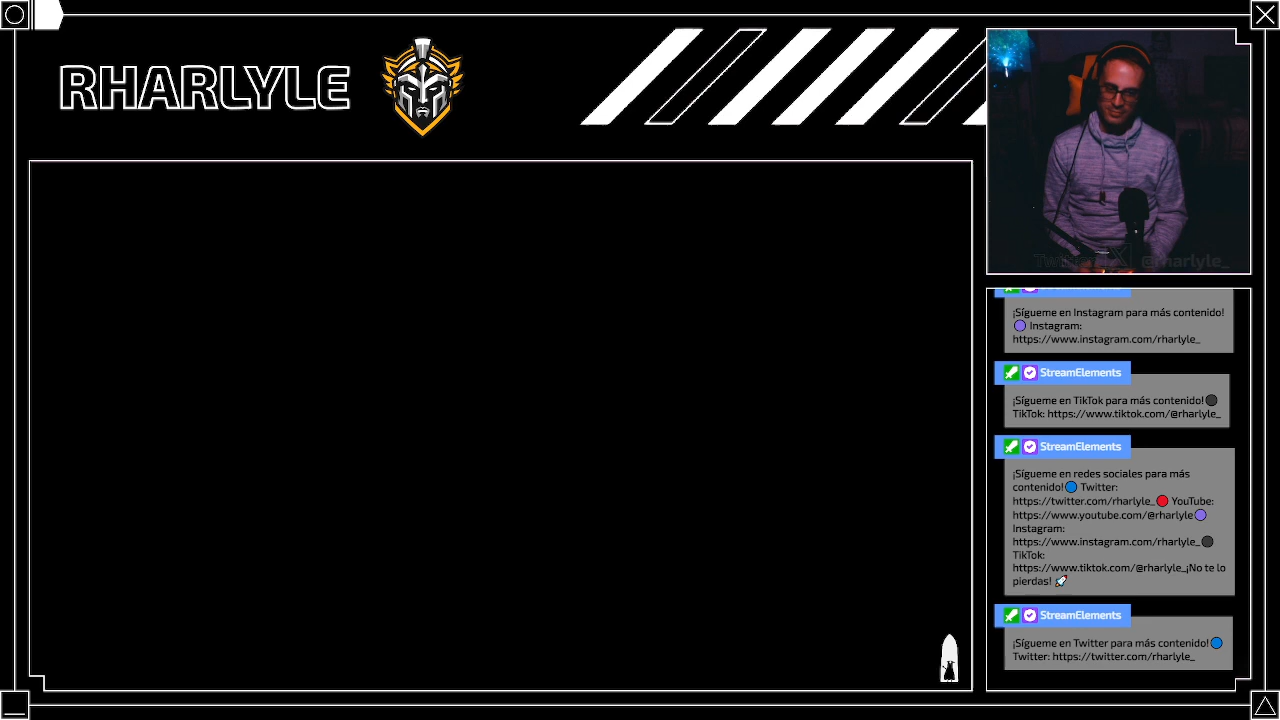 RHARLYLE
@rharlyle_
¡Sígueme en Instagram para más contenido!
Instagram:
https://www.instagram.com/rharlyle_
StreamElements
¡Sígueme en TikTok para más contenido!
TikTok: https://www.tiktok.com/@rharlyle_
StreamElements
¡Sígueme en redes sociales para más
contenido! Twitter:
https://twitter.com/rharlyle_ YouTube:
https://www.youtube.com/@rharlyle
Instagram:
https://www.instagram.com/rharlyle_
TikTok:
https://www.tiktok.com/@rharlyle_¡No te lo
pierdas! 🚀
StreamElements
¡Sígueme en Twitter para más contenido!
Twitter: https://twitter.com/rharlyle_